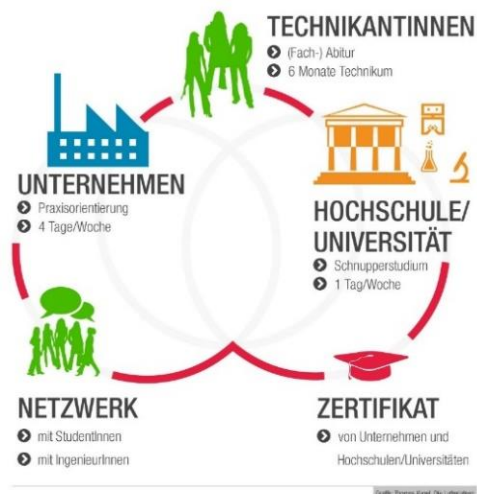 TECHNIKANTINNEN
(Fach-) Abitur
6 Monate Technikum
UNTERNEHMEN
Praxisorientierung
4 Tage/Woche
HOCHSCHULE/
UNIVERSITÄT
Schnupperstudium
1 Tag/Woche
NETZWERK
mit StudentInnen
mit IngenieurInnen
ZERTIFIKAT
von Unternehmen und
Hochschulen/Universitäten